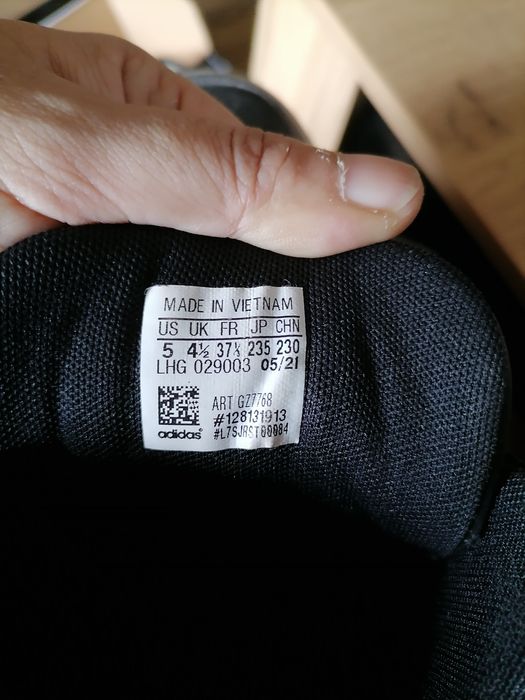 MADE IN VIETNAM
US UK FR JP CHN
5 4½ 37⅓ 235 230
LHG 029003 05/21
ART GZ7768
#128131913
adidas #L7SJRST00084